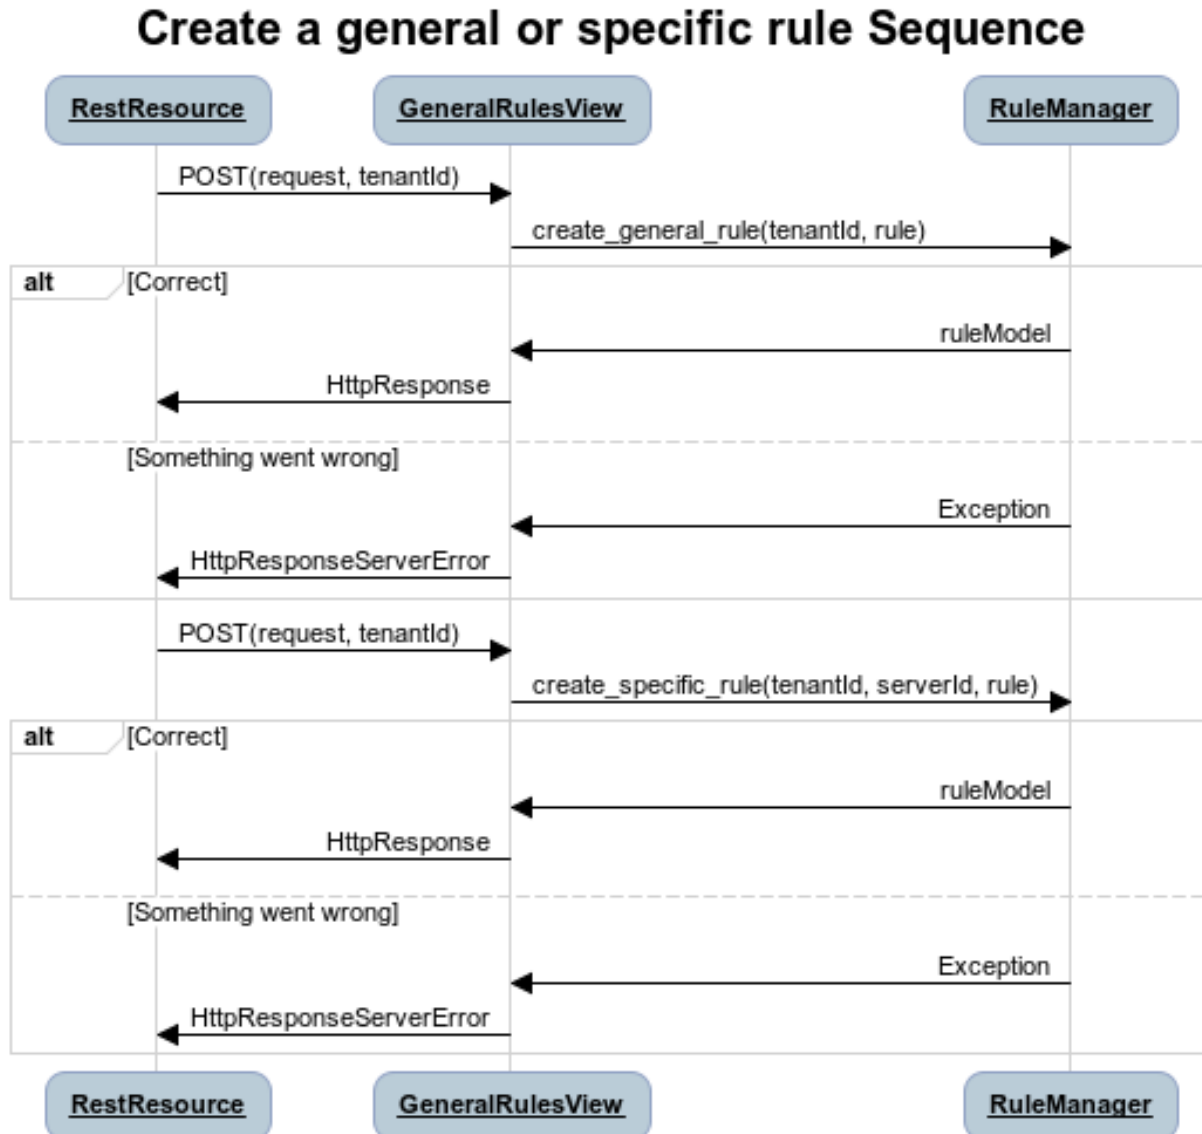 Create a general or specific rule Sequence
RestResource
GeneralRulesView
RuleManager
POST(request, tenantId)
create_general_rule(tenantId, rule)
alt
[Correct]
ruleModel
HttpResponse
[Something went wrong]
Exception
HttpResponseServerError
POST(request, tenantId)
create_specific_rule(tenantId, serverId, rule)
alt
[Correct]
ruleModel
HttpResponse
[Something went wrong]
Exception
HttpResponseServerError
RestResource
GeneralRulesView
RuleManager